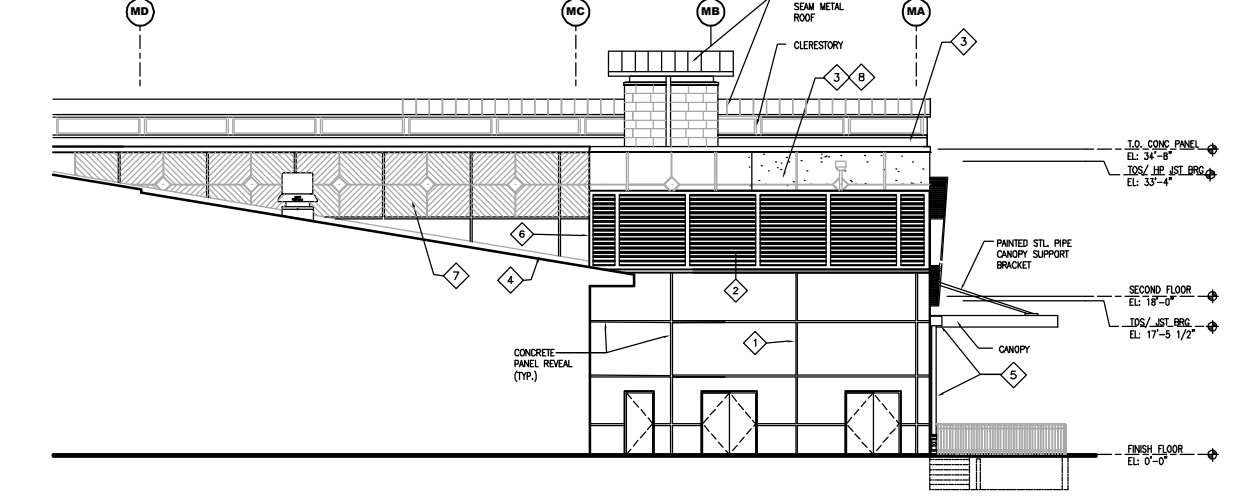 MD
MC
MB
MA
SEAM METAL
ROOF
CLERESTORY
3
3
8
T.O. CONC PANEL
EL: 34'-8"
TOS/ HP JST BRG
EL: 33'-4"
6
7
4
2
PAINTED STL. PIPE
CANOPY SUPPORT
BRACKET
SECOND FLOOR
EL: 18'-0"
TOS/ JST BRG
EL: 17'-5 1/2"
CONCRETE
PANEL REVEAL
(TYP.)
1
CANOPY
5
FINISH FLOOR
EL: 0'-0"